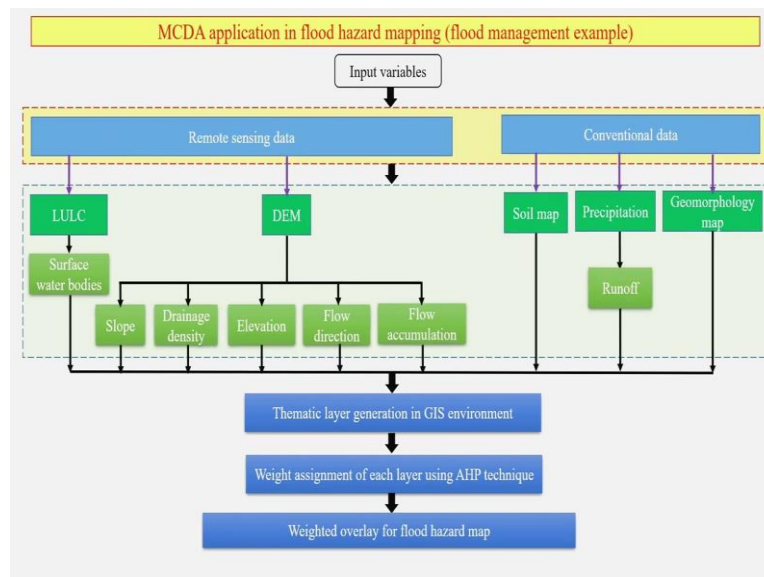 MCDA application in flood hazard mapping (flood management example)
Input variables
Remote sensing data
Conventional data
LULC
DEM
Soil map
Precipitation
Geomorphology
map
Surface
water bodies
Runoff
Slope
Drainage
density
Elevation
Flow
direction
Flow
accumulation
Thematic layer generation in GIS environment
Weight assignment of each layer using AHP technique
Weighted overlay for flood hazard map